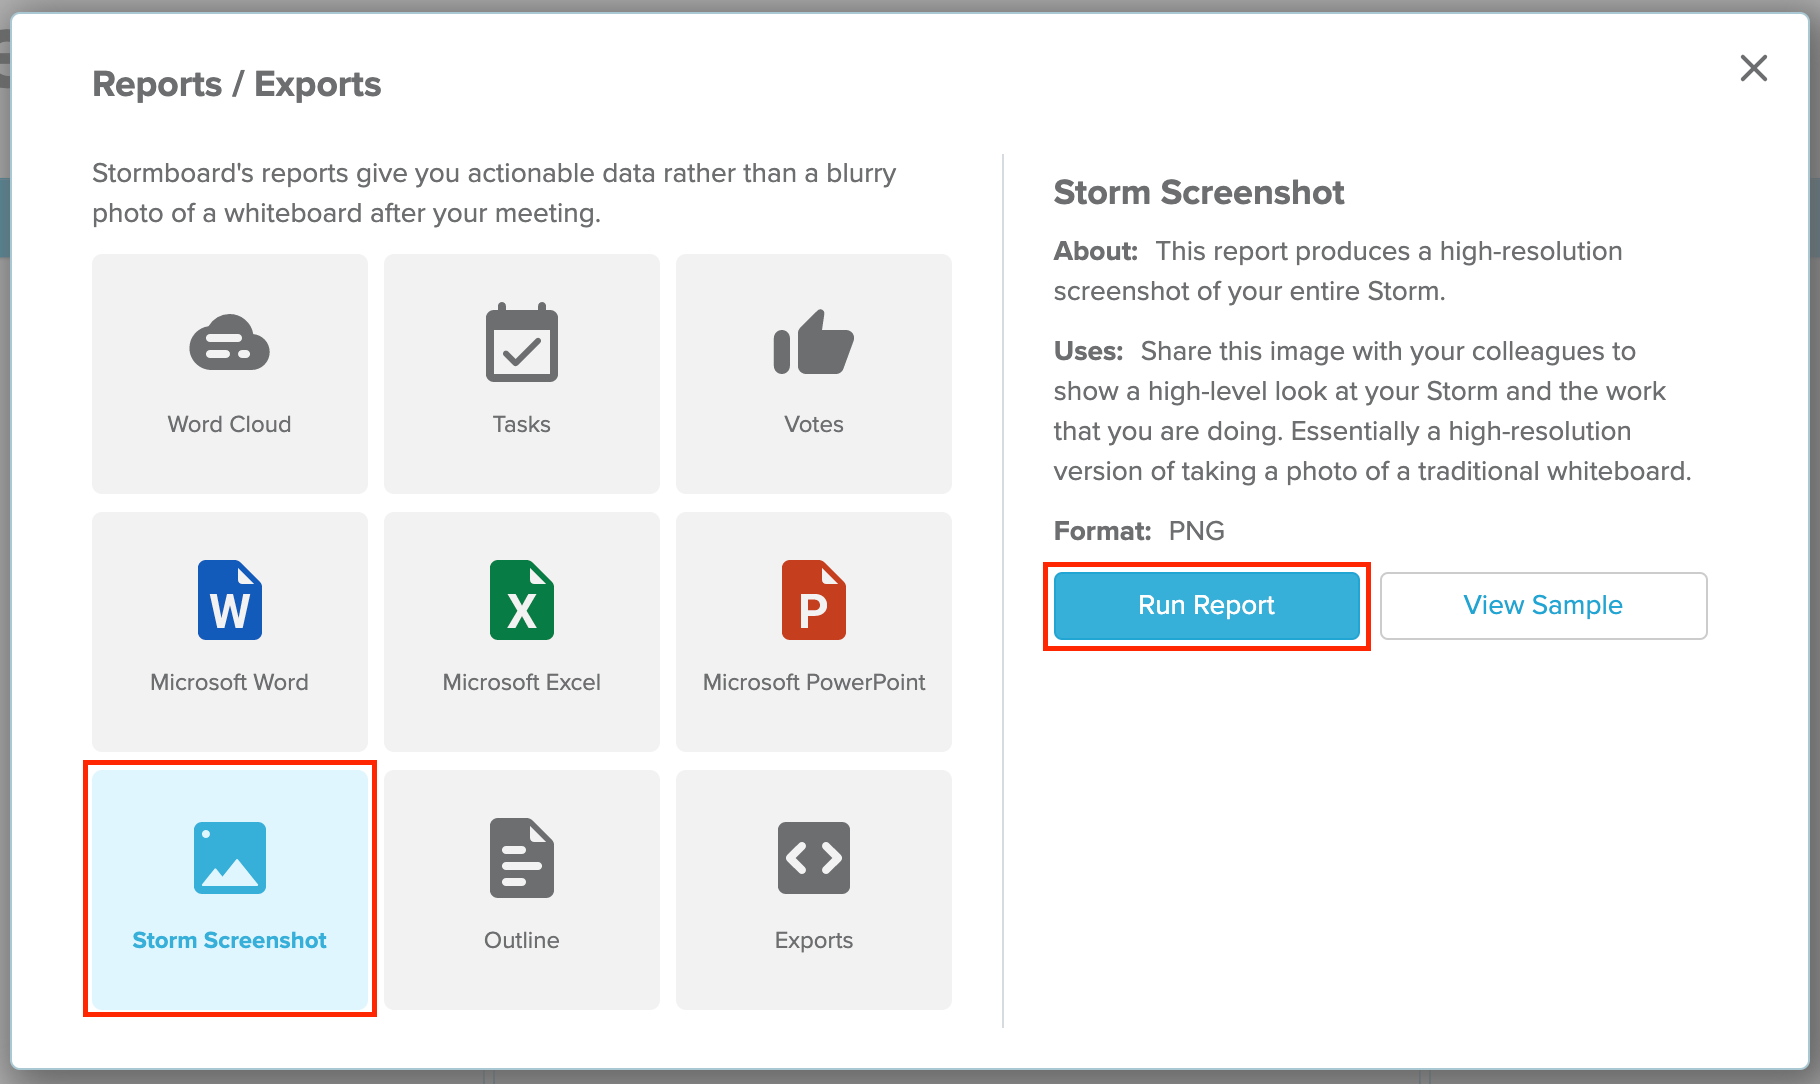 Reports / Exports
Stormboard's reports give you actionable data rather than a blurry
photo of a whiteboard after your meeting.
Word Cloud
Tasks
Votes
W
X
P
Microsoft Word
Microsoft Excel
Microsoft PowerPoint
Storm Screenshot
Outline
Exports
Storm Screenshot
About: This report produces a high-resolution
screenshot of your entire Storm.
Uses: Share this image with your colleagues to
show a high-level look at your Storm and the work
that you are doing. Essentially a high-resolution
version of taking a photo of a traditional whiteboard.
Format: PNG
Run Report
View Sample